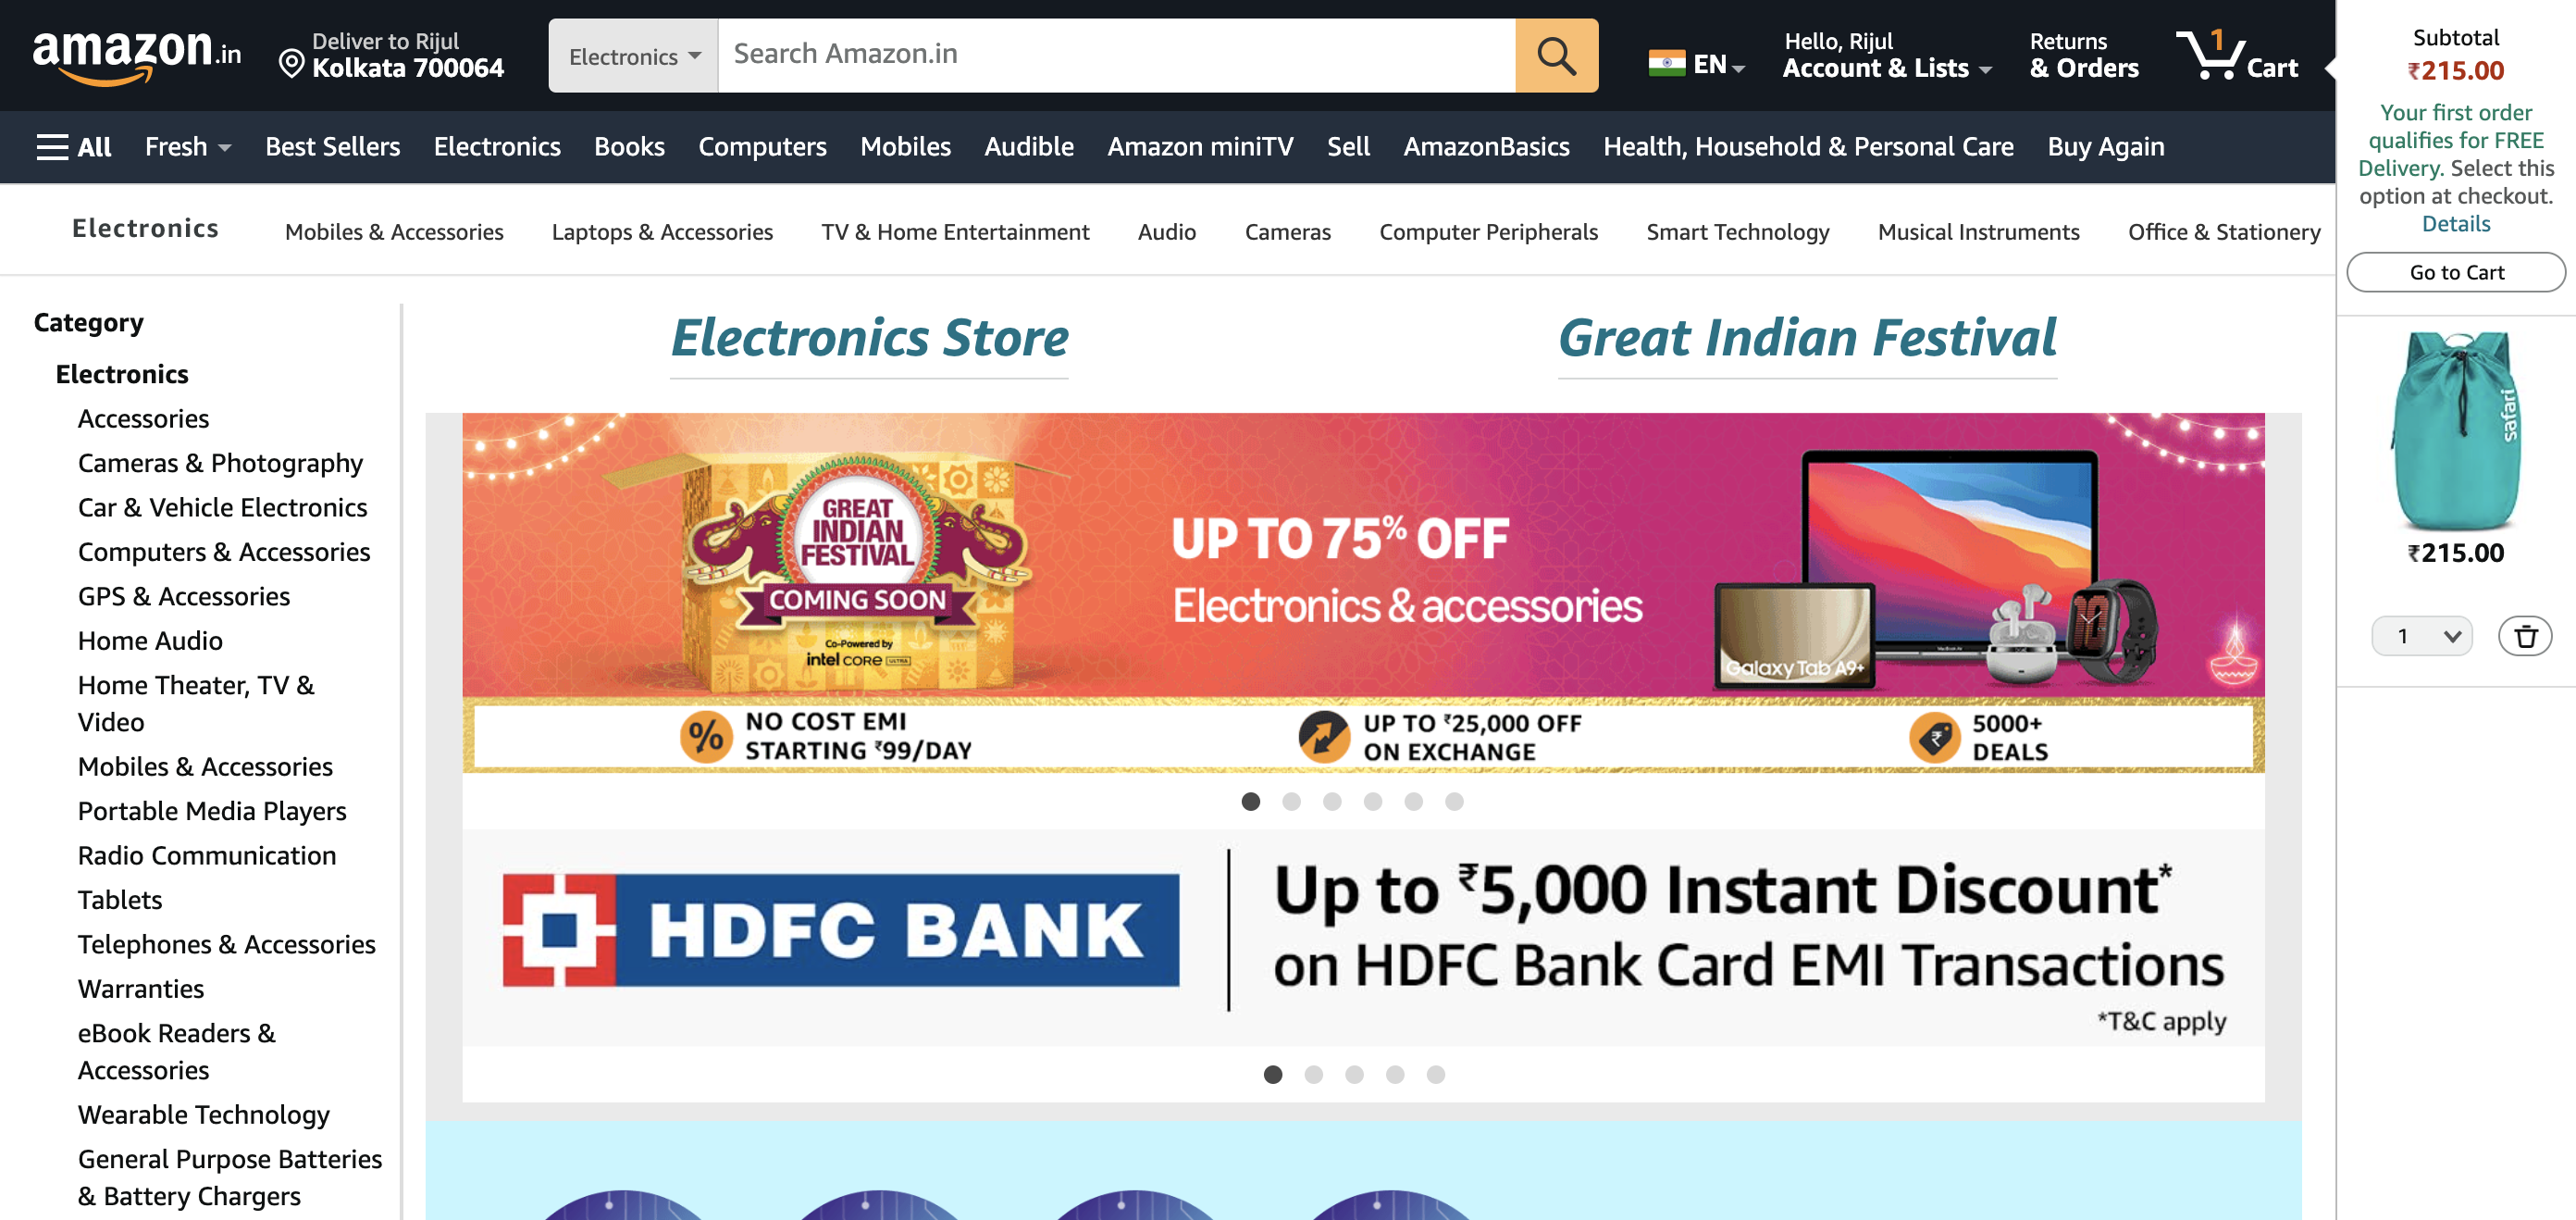 amazon.in
Deliver to Rijul
Kolkata 700064
Electronics
Search Amazon.in
EN
Hello, Rijul
Account & Lists
Returns
& Orders
1
Cart
All
Fresh
Best Sellers
Electronics
Books
Computers
Mobiles
Audible
Amazon miniTV
Sell
AmazonBasics
Health, Household & Personal Care
Buy Again
Electronics
Mobiles & Accessories
Laptops & Accessories
TV & Home Entertainment
Audio
Cameras
Computer Peripherals
Smart Technology
Musical Instruments
Office & Stationery
Category
Electronics
Accessories
Cameras & Photography
Car & Vehicle Electronics
Computers & Accessories
GPS & Accessories
Home Audio
Home Theater, TV &
Video
Mobiles & Accessories
Portable Media Players
Radio Communication
Tablets
Telephones & Accessories
Warranties
eBook Readers &
Accessories
Wearable Technology
General Purpose Batteries
& Battery Chargers
Electronics Store
Great Indian Festival
GREAT
INDIAN
FESTIVAL
COMING SOON
Co-Powered by
intel CORE ULTRA
UP TO 75% OFF
Electronics & accessories
Galaxy Tab A9+
MacBook Air
10
%
NO COST EMI
STARTING ₹99/DAY
UP TO ₹25,000 OFF
ON EXCHANGE
₹
5000+
DEALS
HDFC BANK
Up to ₹5,000 Instant Discount*
on HDFC Bank Card EMI Transactions
*T&C apply
Subtotal
₹215.00
Your first order
qualifies for FREE
Delivery. Select this
option at checkout.
Details
Go to Cart
safari
₹215.00
1